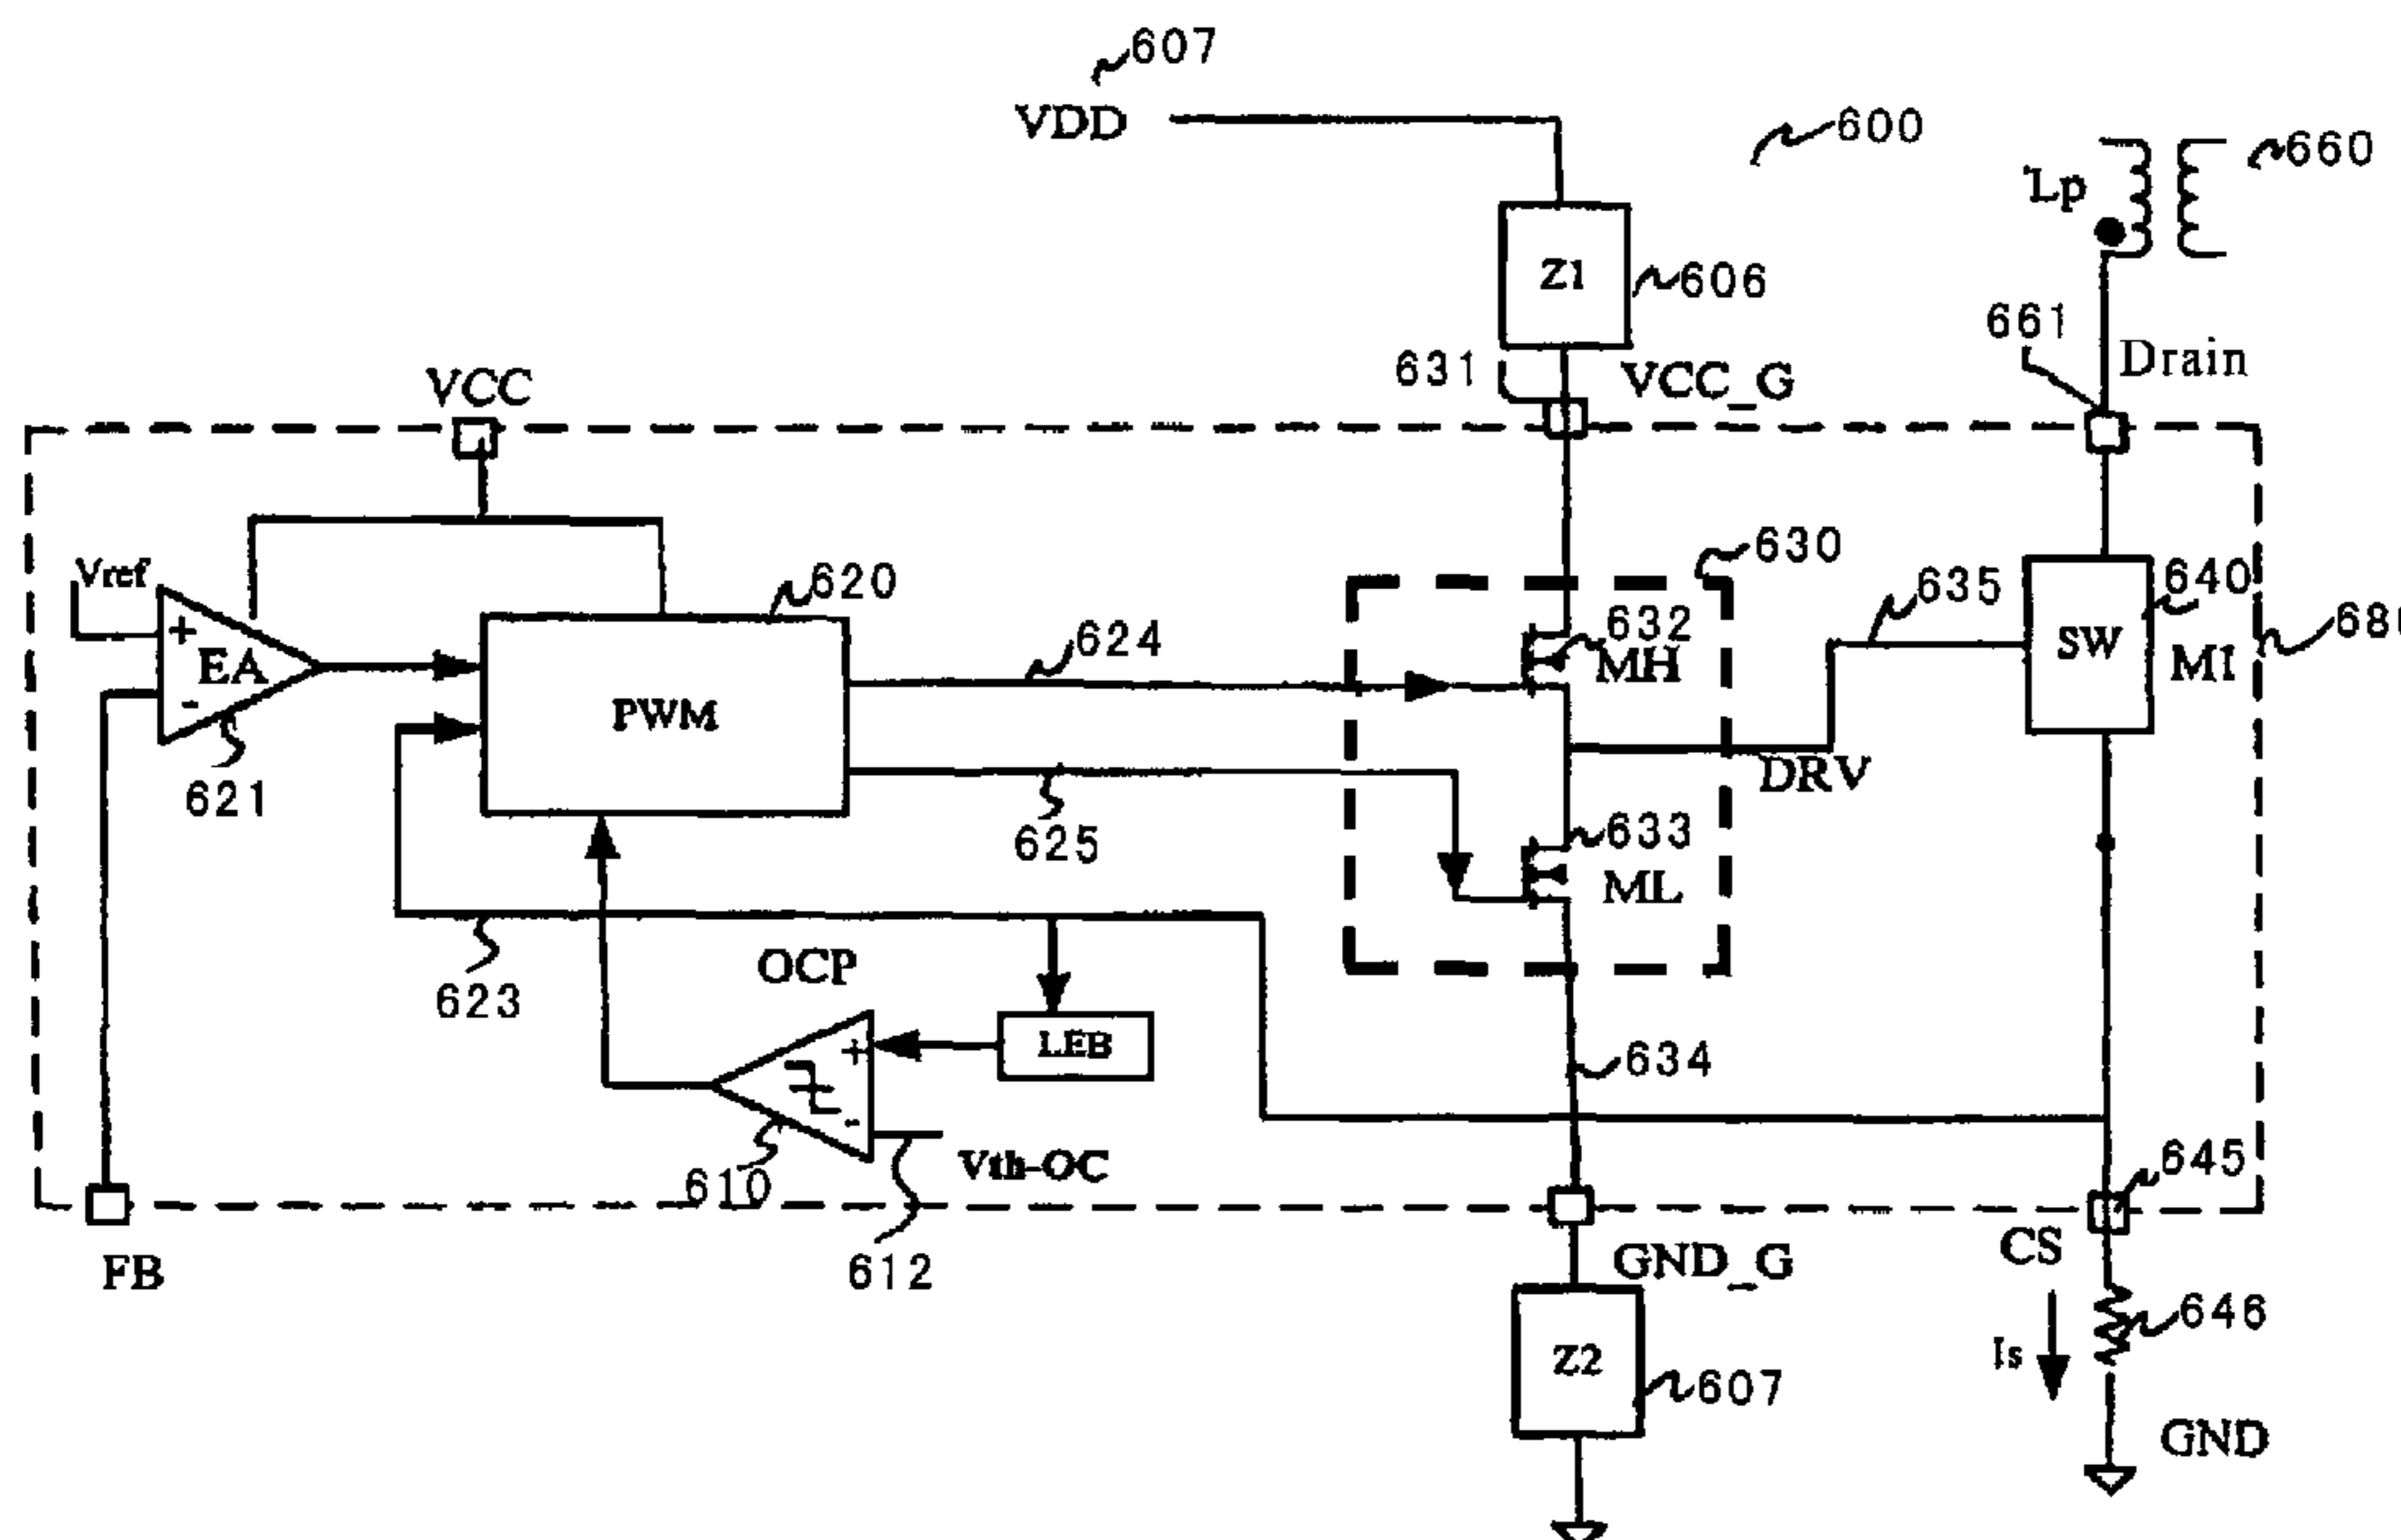 607
VDD
600
660
Lp
Z1
606
661
631
VCC_G
Drain
VCC
630
Vref
620
635
640
632
624
+
EA
MH
SW
MI
-
PWM
DRV
621
625
633
ML
623
OCP
LEB
634
+
-
610
Vth-OC
645
612
FB
GND_G
CS
646
Is
Z2
607
GND